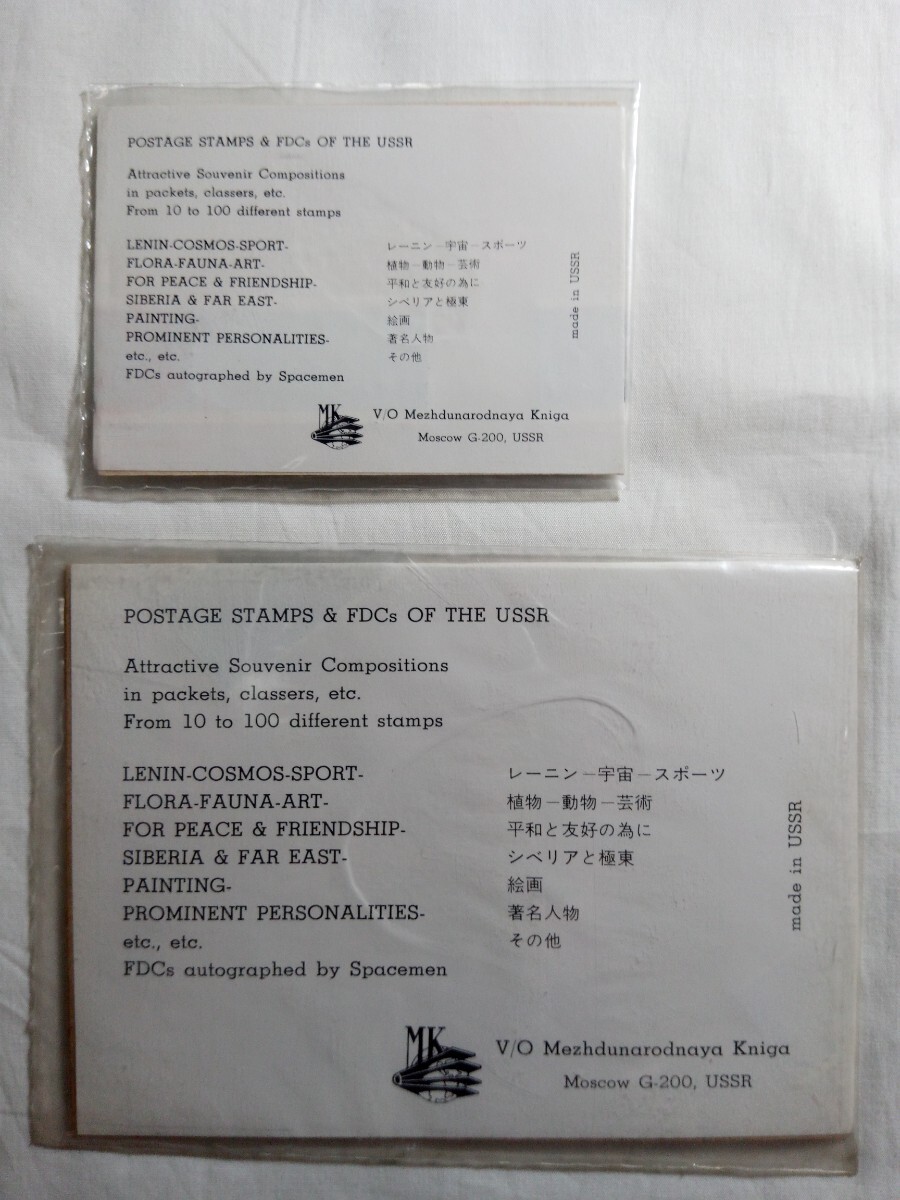 POSTAGE STAMPS & FDCs OF THE USSR
Attractive Souvenir Compositions
in packets, classers, etc.
From 10 to 100 different stamps
LENIN-COSMOS-SPORT- レーニン－宇宙－スポーツ
FLORA-FAUNA-ART- 植物－動物－芸術
FOR PEACE & FRIENDSHIP- 平和と友好の為に
SIBERIA & FAR EAST- シベリアと極東
PAINTING- 絵画
PROMINENT PERSONALITIES- 著名人物
etc., etc. その他
FDCs autographed by Spacemen
made in USSR
MK
V/O Mezhdunarodnaya Kniga
Moscow G-200, USSR
POSTAGE STAMPS & FDCs OF THE USSR
Attractive Souvenir Compositions
in packets, classers, etc.
From 10 to 100 different stamps
LENIN-COSMOS-SPORT- レーニン－宇宙－スポーツ
FLORA-FAUNA-ART- 植物－動物－芸術
FOR PEACE & FRIENDSHIP- 平和と友好の為に
SIBERIA & FAR EAST- シベリアと極東
PAINTING- 絵画
PROMINENT PERSONALITIES- 著名人物
etc., etc. その他
FDCs autographed by Spacemen
made in USSR
MK
V/O Mezhdunarodnaya Kniga
Moscow G-200, USSR